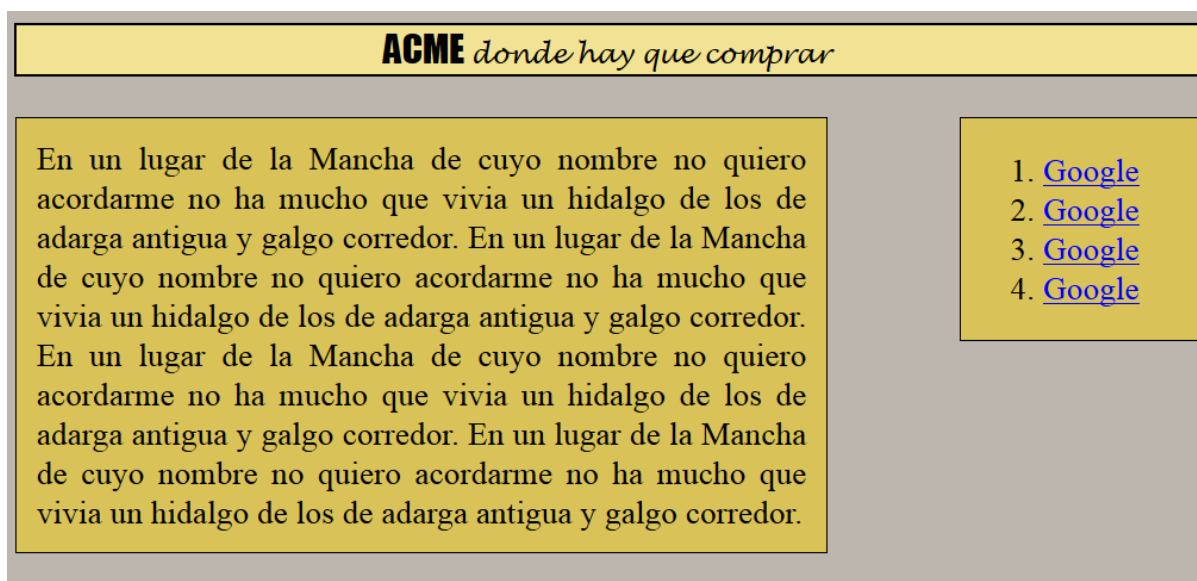 ACME donde hay que comprar
En un lugar de la Mancha de cuyo nombre no quiero
acordarme no ha mucho que vivia un hidalgo de los de
adarga antigua y galgo corredor. En un lugar de la Mancha
de cuyo nombre no quiero acordarme no ha mucho que
vivia un hidalgo de los de adarga antigua y galgo corredor.
En un lugar de la Mancha de cuyo nombre no quiero
acordarme no ha mucho que vivia un hidalgo de los de
adarga antigua y galgo corredor. En un lugar de la Mancha
de cuyo nombre no quiero acordarme no ha mucho que
vivia un hidalgo de los de adarga antigua y galgo corredor.
1. Google
2. Google
3. Google
4. Google